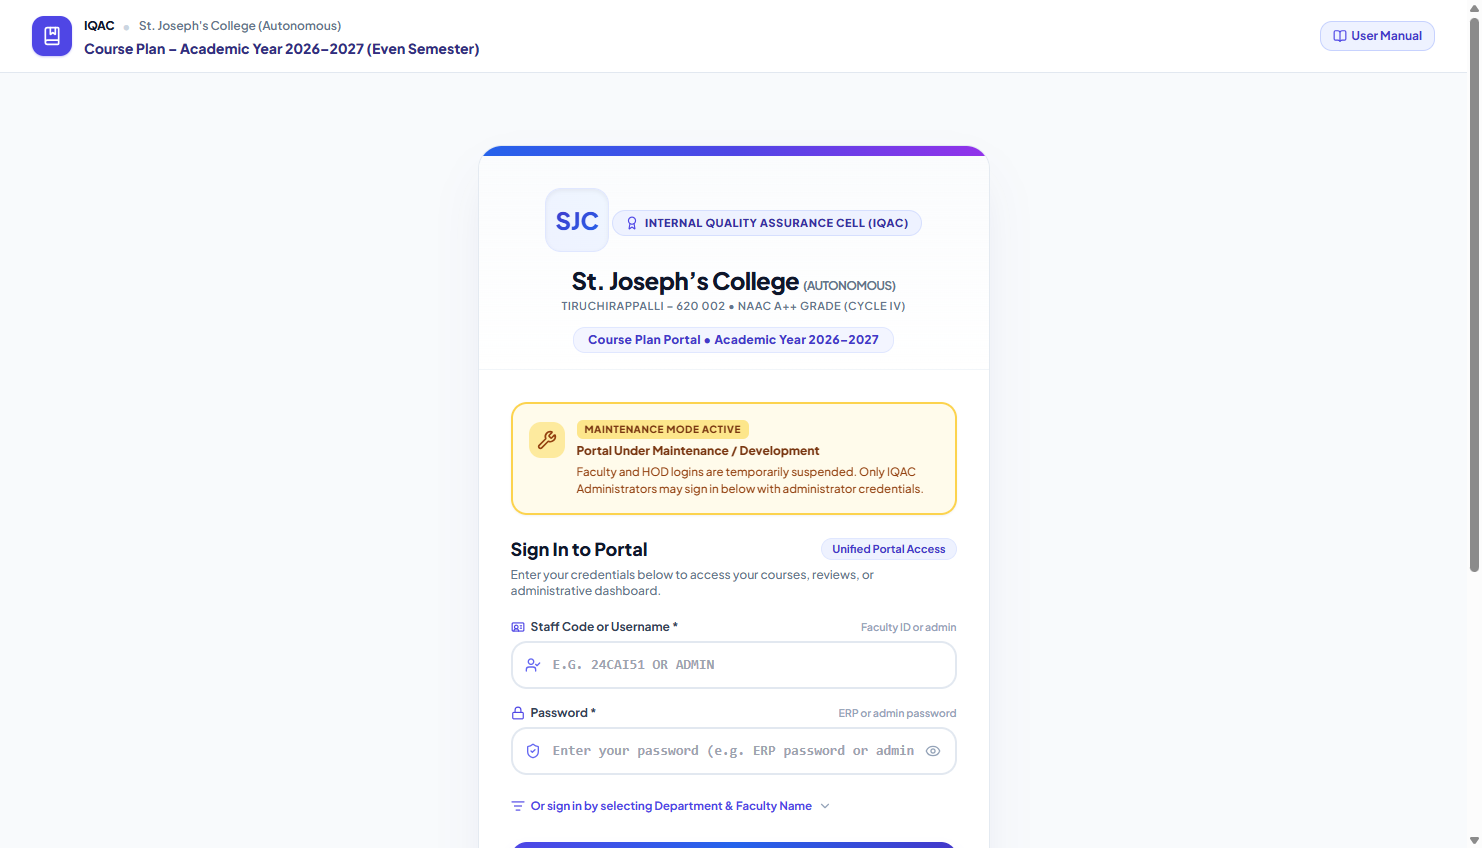 IQAC ● St. Joseph's College (Autonomous)
Course Plan – Academic Year 2026–2027 (Even Semester)
User Manual
SJC
INTERNAL QUALITY ASSURANCE CELL (IQAC)
St. Joseph’s College (AUTONOMOUS)
TIRUCHIRAPPALLI – 620 002 ● NAAC A++ GRADE (CYCLE IV)
Course Plan Portal ● Academic Year 2026–2027
MAINTENANCE MODE ACTIVE
Portal Under Maintenance / Development
Faculty and HOD logins are temporarily suspended. Only IQAC
Administrators may sign in below with administrator credentials.
Sign In to Portal
Unified Portal Access
Enter your credentials below to access your courses, reviews, or
administrative dashboard.
Staff Code or Username *
Faculty ID or admin
E.G. 24CAI51 OR ADMIN
Password *
ERP or admin password
Enter your password (e.g. ERP password or admin
Or sign in by selecting Department & Faculty Name